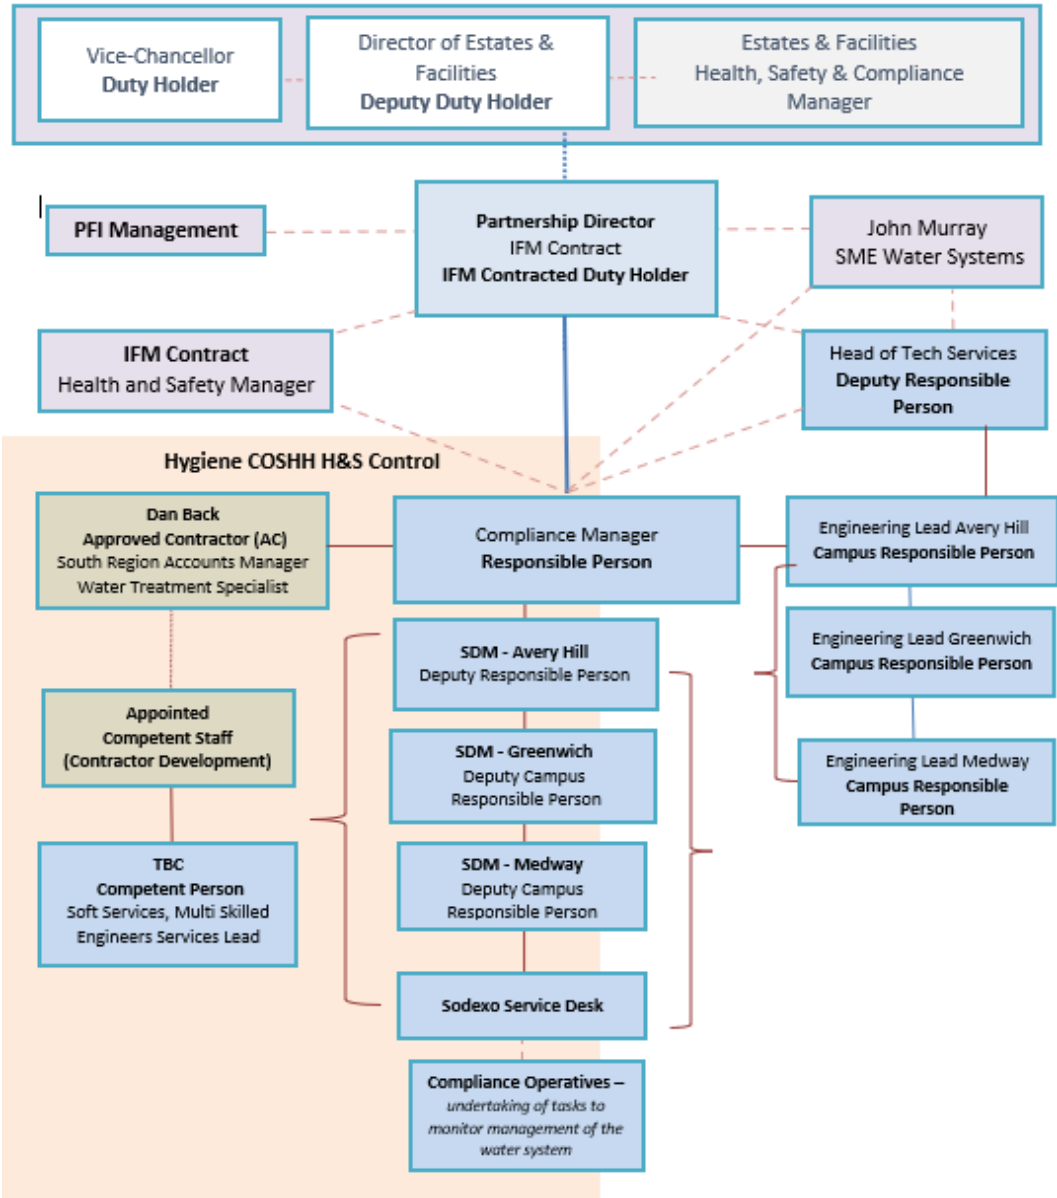 Vice-Chancellor
Duty Holder
Director of Estates &
Facilities
Deputy Duty Holder
Estates & Facilities
Health, Safety & Compliance
Manager
PFI Management
Partnership Director
IFM Contract
IFM Contracted Duty Holder
John Murray
SME Water Systems
IFM Contract
Health and Safety Manager
Head of Tech Services
Deputy Responsible
Person
Hygiene COSHH H&S Control
Dan Back
Approved Contractor (AC)
South Region Accounts Manager
Water Treatment Specialist
Compliance Manager
Responsible Person
Engineering Lead Avery Hill
Campus Responsible Person
SDM - Avery Hill
Deputy Responsible Person
Engineering Lead Greenwich
Campus Responsible Person
Appointed
Competent Staff
(Contractor Development)
SDM - Greenwich
Deputy Campus
Responsible Person
Engineering Lead Medway
Campus Responsible
Person
TBC
Competent Person
Soft Services, Multi Skilled
Engineers Services Lead
SDM - Medway
Deputy Campus
Responsible Person
Sodexo Service Desk
Compliance Operatives –
undertaking of tasks to
monitor management of the
water system